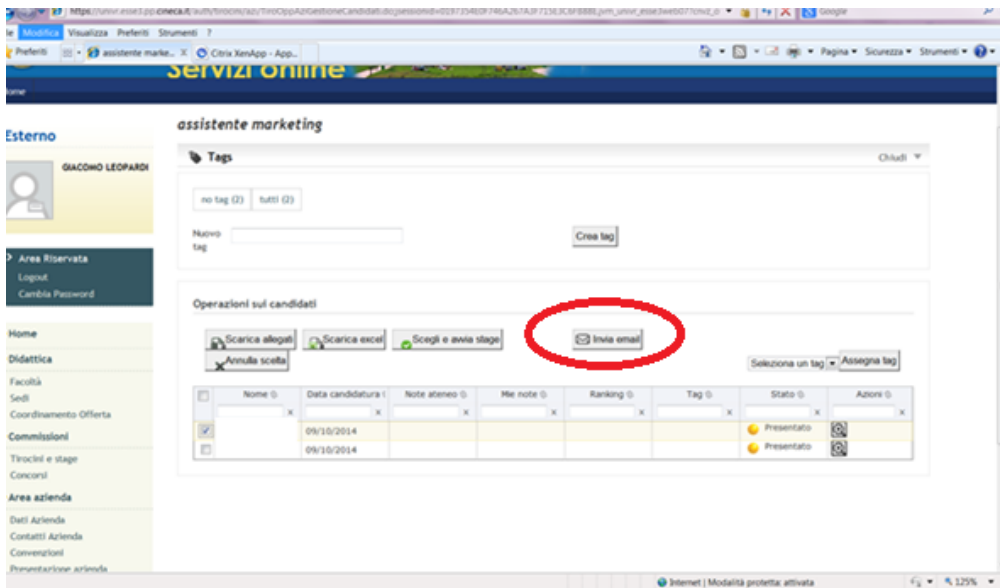 Modifica Visualizza Preferiti Strumenti ?
Preferiti assistente marke... X Citrix XenApp - App...
Pagina Sicurezza Strumenti
Google
Servizi online
assistente marketing
Esterno
GIACOMO LEOPARDI
Tags
Chiudi
no tag (2) tutti (2)
Nuovo
tag
Crea tag
Area Riservata
Logout
Cambia Password
Operazioni sui candidati
Scarica allegati Scarica excel Scegli e avvia stage Invia email
Annulla scelta
Seleziona un tag Assegna tag
Nome Data candidatura Note ateneo Mie note Ranking Tag Stato Azioni
x x x x x x x x
09/10/2014 Presentato
09/10/2014 Presentato
Home
Didattica
Facoltà
Sedi
Coordinamento Offerta
Commissioni
Tirocini e stage
Concorsi
Area azienda
Dati Azienda
Contatti Azienda
Convenzioni
Presentazione azienda
Internet | Modalità protetta: attivata
125%